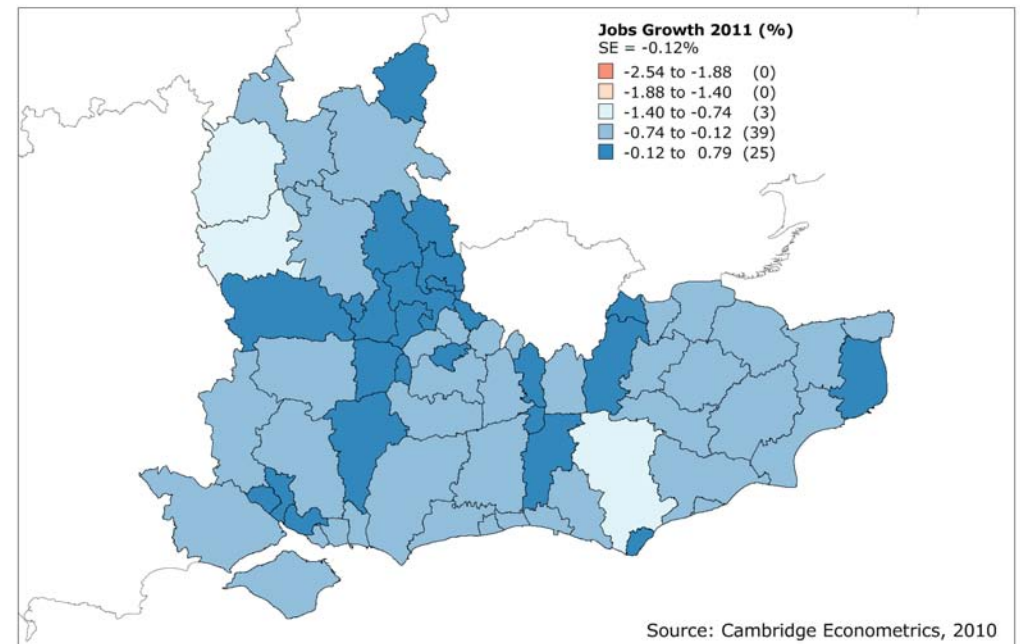 Jobs Growth 2011 (%)
SE = -0.12%
-2.54 to -1.88 (0)
-1.88 to -1.40 (0)
-1.40 to -0.74 (3)
-0.74 to -0.12 (39)
-0.12 to 0.79 (25)
Source: Cambridge Econometrics, 2010